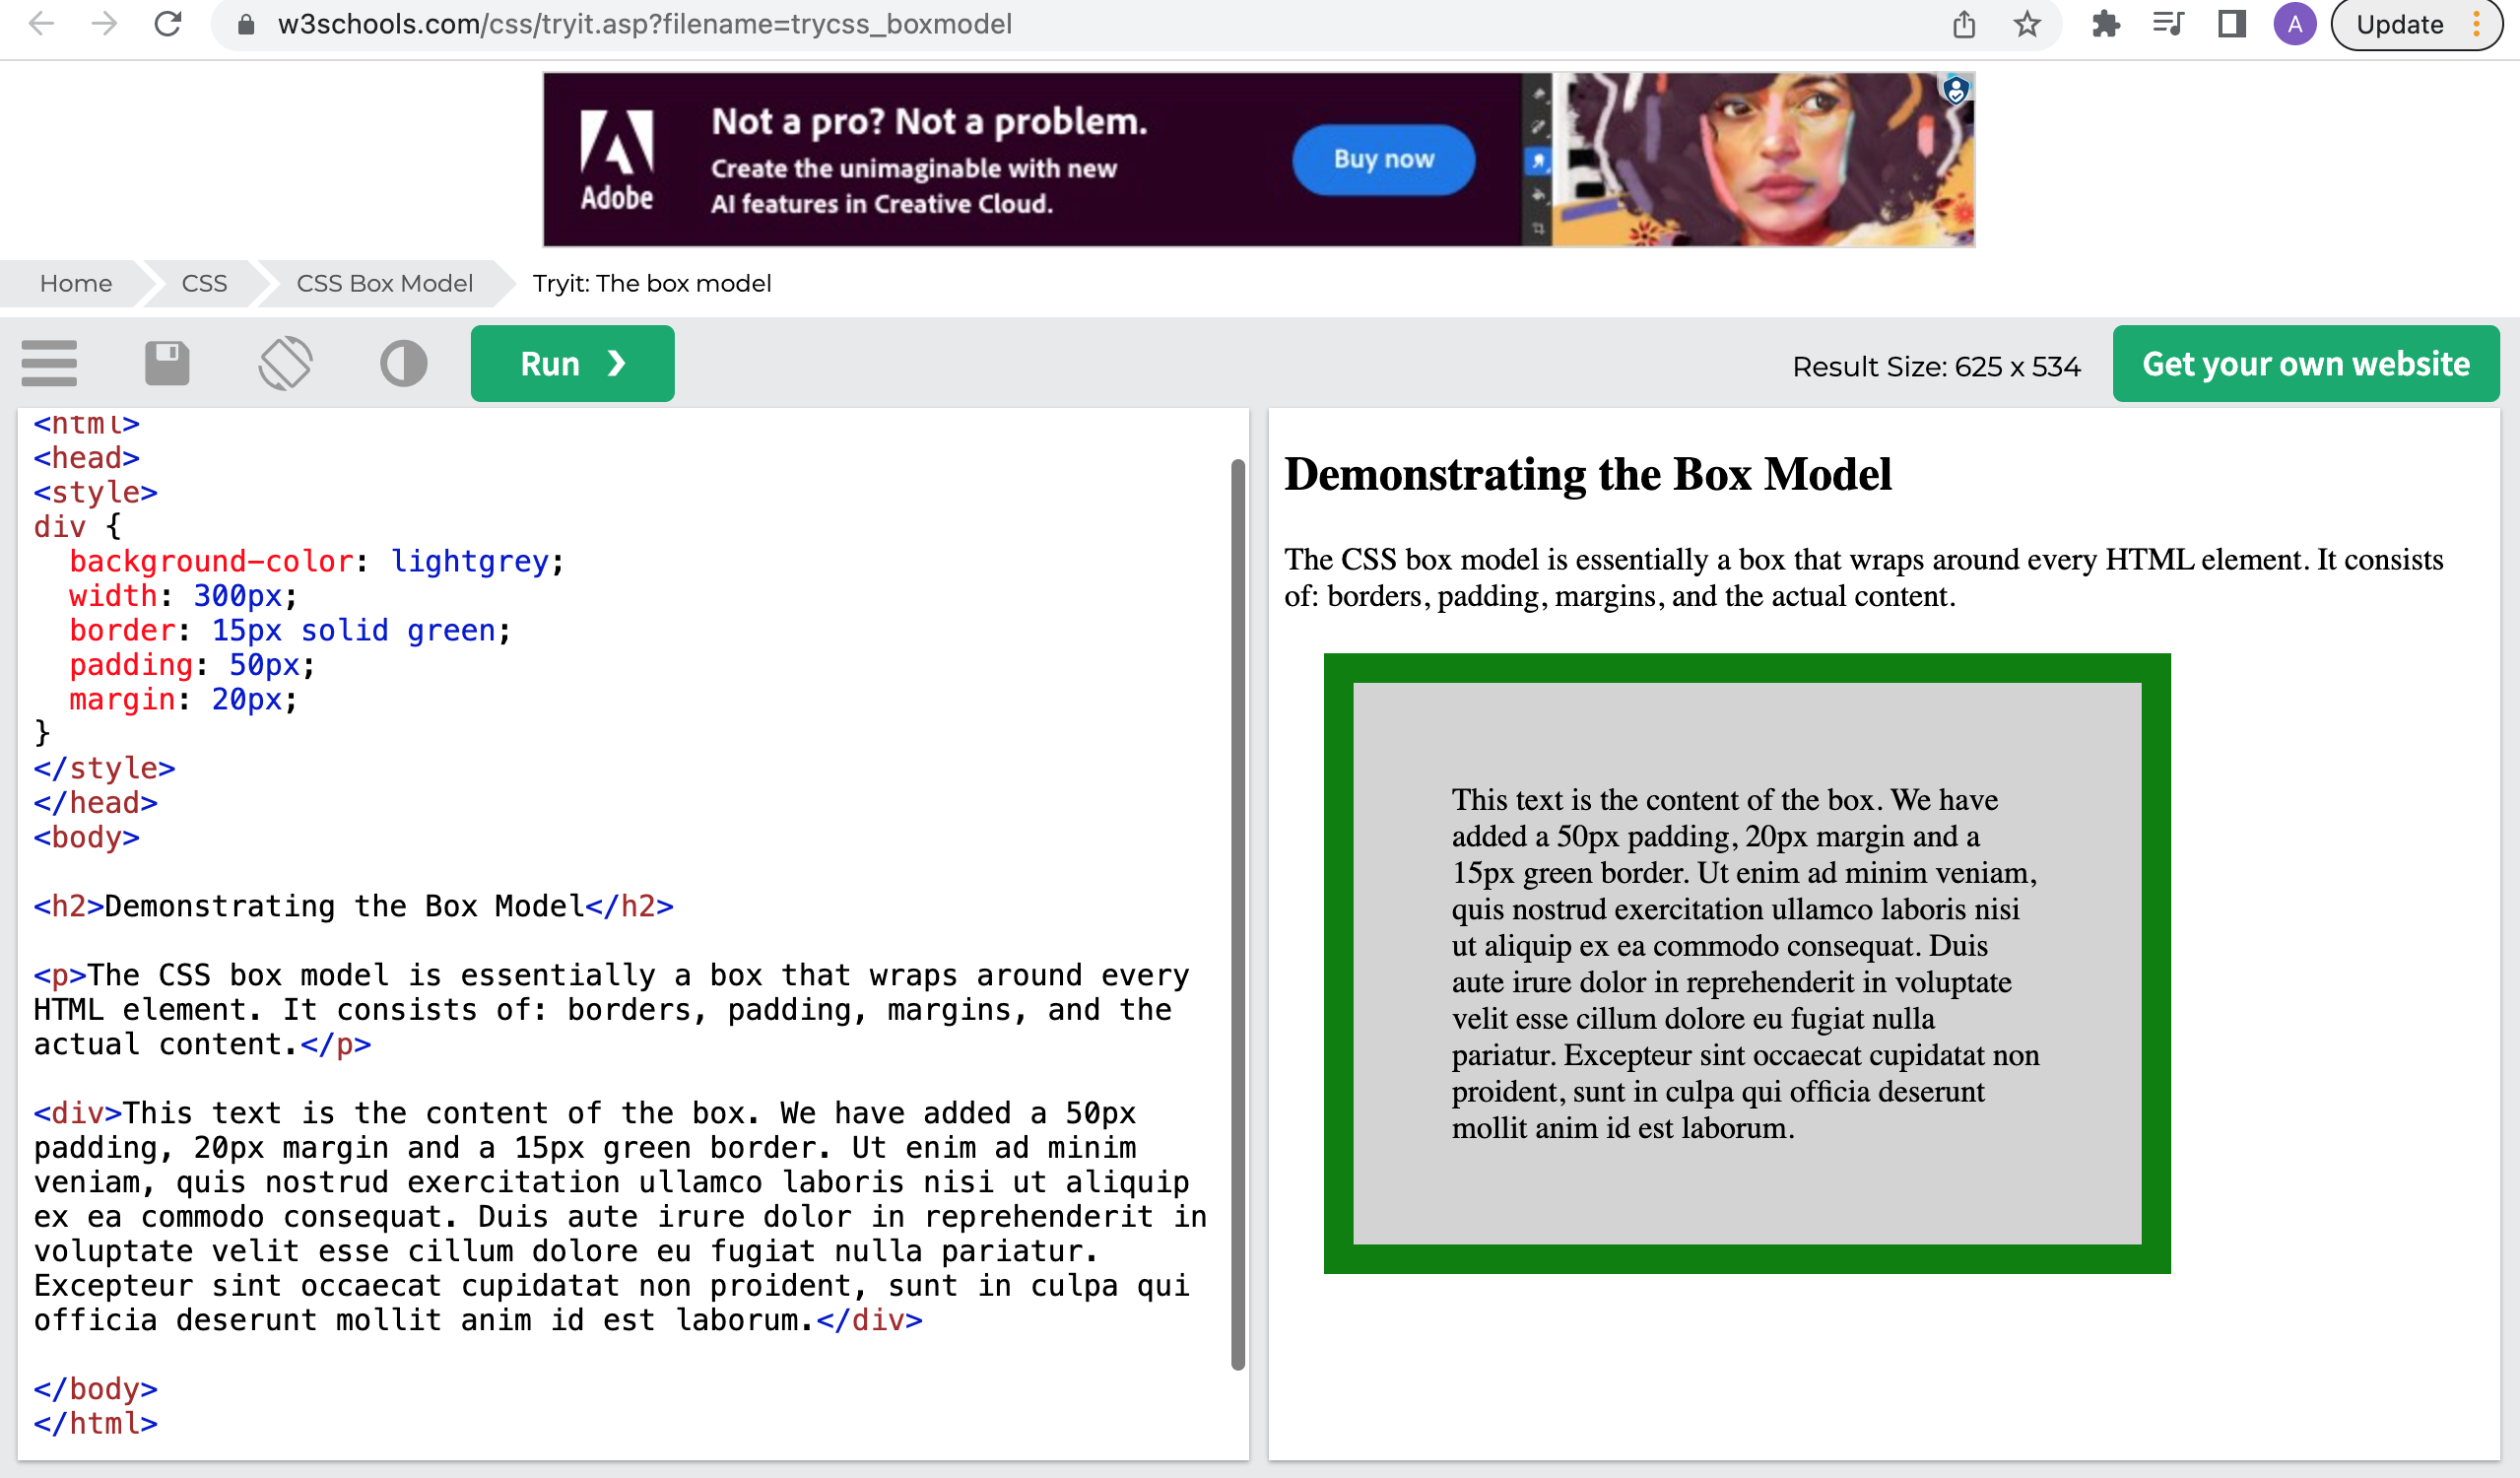 w3schools.com/css/tryit.asp?filename=trycss_boxmodel
A
Update
Adobe
Not a pro? Not a problem.
Create the unimaginable with new
AI features in Creative Cloud.
Buy now
Home
CSS
CSS Box Model
Tryit: The box model
Run ❯
Result Size: 625 x 534
Get your own website
<html>
<head>
<style>
div {
  background-color: lightgrey;
  width: 300px;
  border: 15px solid green;
  padding: 50px;
  margin: 20px;
}
</style>
</head>
<body>

<h2>Demonstrating the Box Model</h2>

<p>The CSS box model is essentially a box that wraps around every
HTML element. It consists of: borders, padding, margins, and the
actual content.</p>

<div>This text is the content of the box. We have added a 50px
padding, 20px margin and a 15px green border. Ut enim ad minim
veniam, quis nostrud exercitation ullamco laboris nisi ut aliquip
ex ea commodo consequat. Duis aute irure dolor in reprehenderit in
voluptate velit esse cillum dolore eu fugiat nulla pariatur.
Excepteur sint occaecat cupidatat non proident, sunt in culpa qui
officia deserunt mollit anim id est laborum.</div>

</body>
</html>
Demonstrating the Box Model
The CSS box model is essentially a box that wraps around every HTML element. It consists
of: borders, padding, margins, and the actual content.
This text is the content of the box. We have
added a 50px padding, 20px margin and a
15px green border. Ut enim ad minim veniam,
quis nostrud exercitation ullamco laboris nisi
ut aliquip ex ea commodo consequat. Duis
aute irure dolor in reprehenderit in voluptate
velit esse cillum dolore eu fugiat nulla
pariatur. Excepteur sint occaecat cupidatat non
proident, sunt in culpa qui officia deserunt
mollit anim id est laborum.